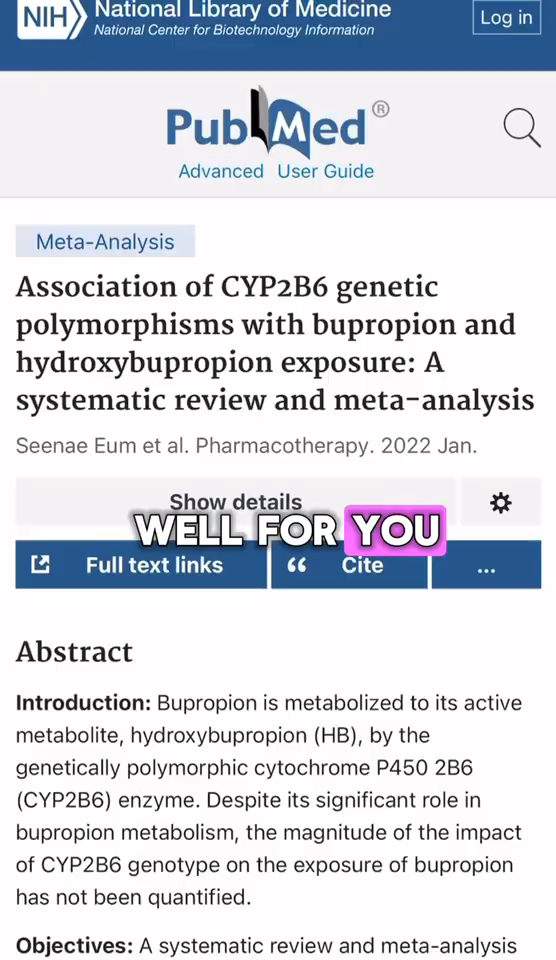 NIH
National Library of Medicine
National Center for Biotechnology Information
Log in
PubMed®
Advanced User Guide
Meta-Analysis
Association of CYP2B6 genetic
polymorphisms with bupropion and
hydroxybupropion exposure: A
systematic review and meta-analysis
Seenae Eum et al. Pharmacotherapy. 2022 Jan.
Show details
WELL FOR YOU
Full text links
Cite
...
Abstract
Introduction: Bupropion is metabolized to its active
metabolite, hydroxybupropion (HB), by the
genetically polymorphic cytochrome P450 2B6
(CYP2B6) enzyme. Despite its significant role in
bupropion metabolism, the magnitude of the impact
of CYP2B6 genotype on the exposure of bupropion
has not been quantified.
Objectives: A systematic review and meta-analysis